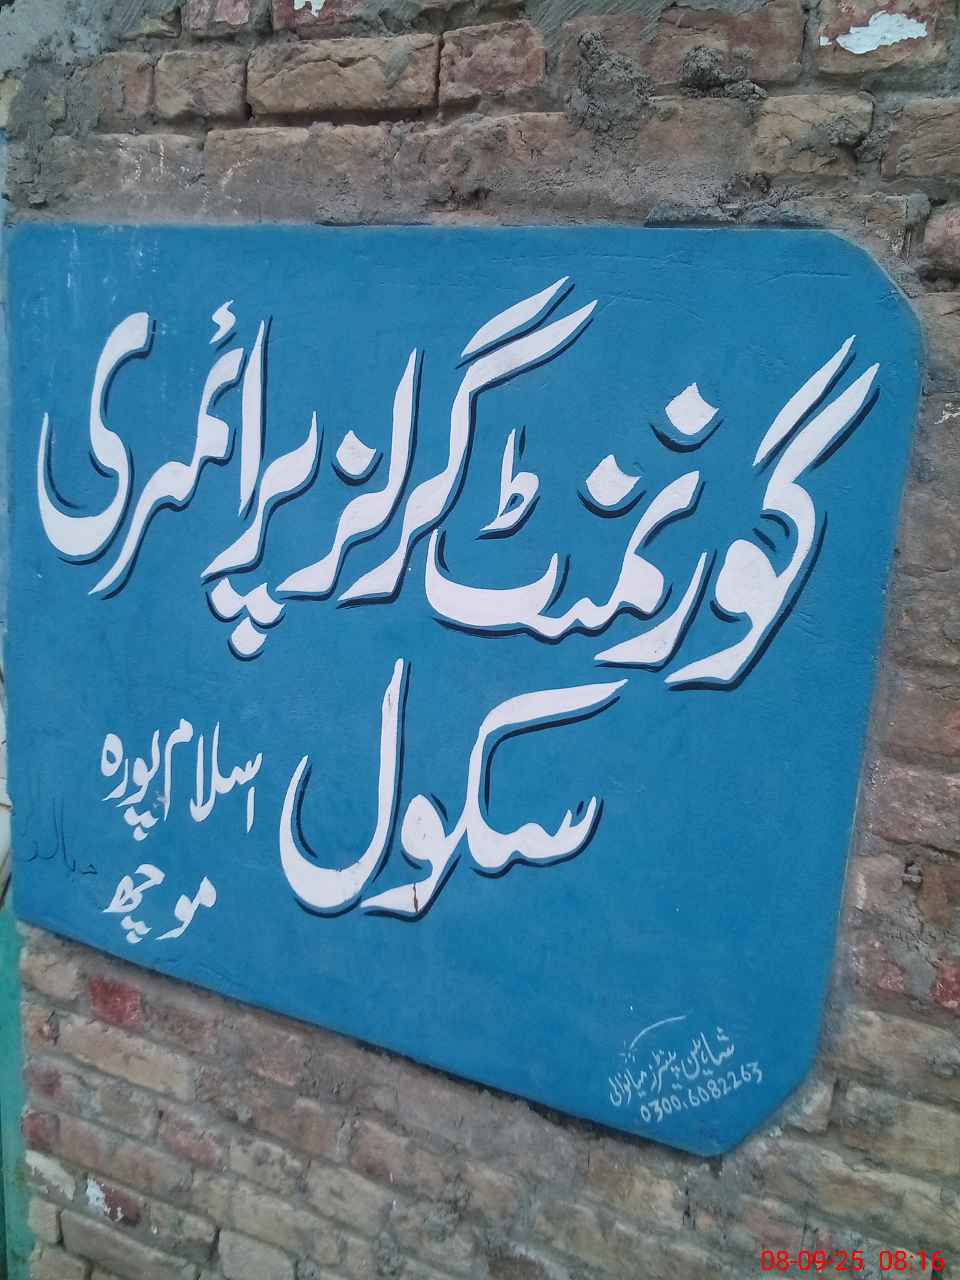 گورنمنٹ گرلز پرائمری
سکول
اسلام پورہ
موچھ
شاہین پینٹرز میانوالی
0300.6082263
08-09-25 08:16